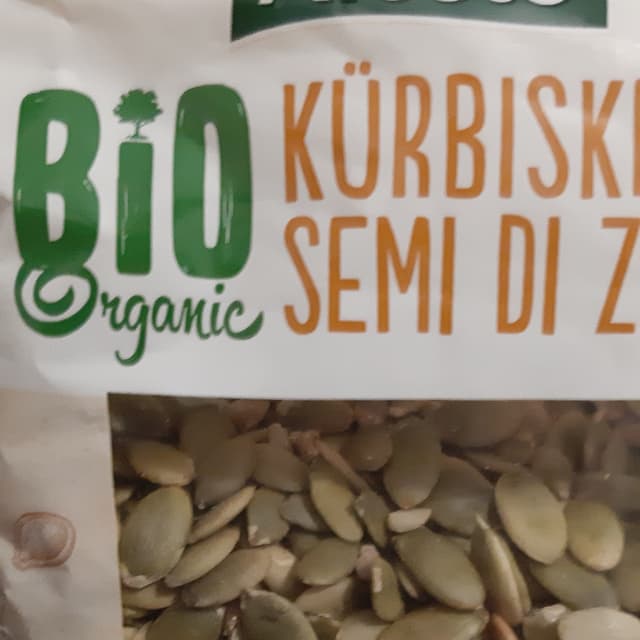 BiO
Organic
KÜRBISK
SEMI DI Z